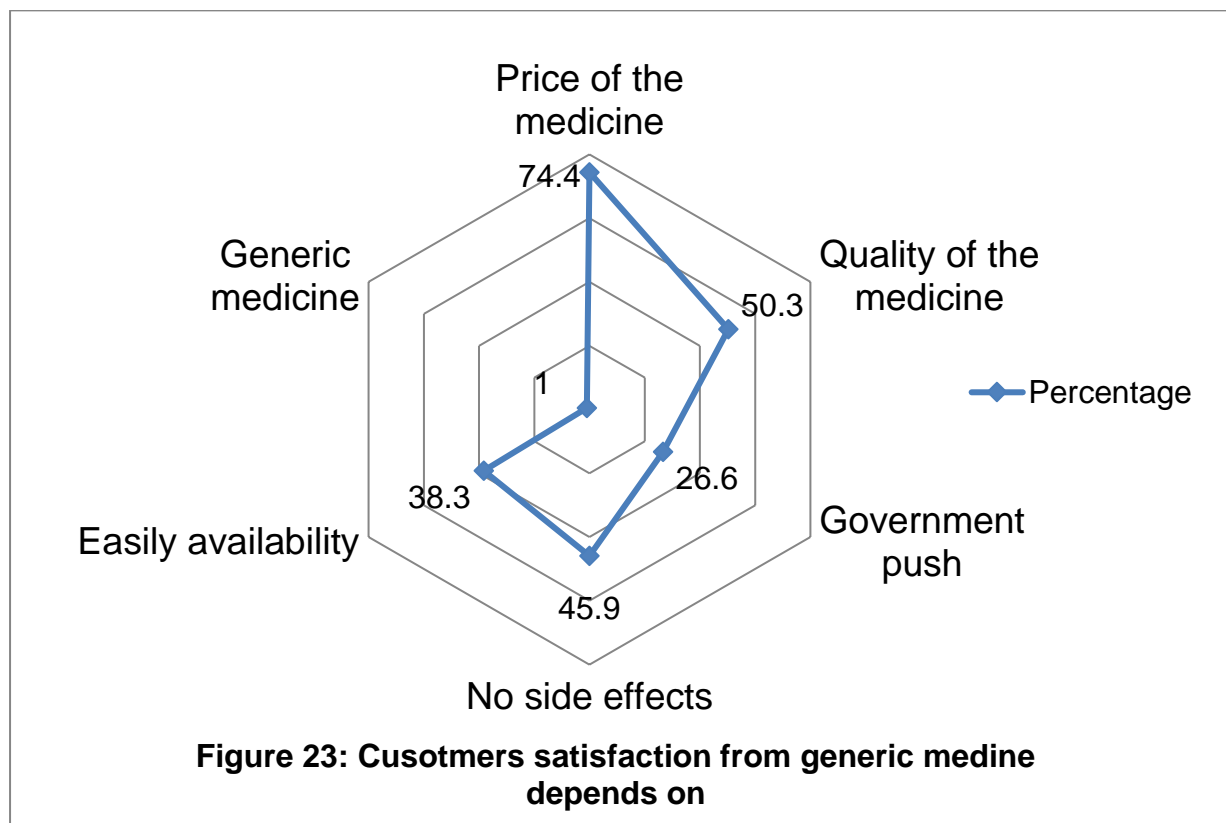 Price of the
medicine
74.4
Generic
medicine
Quality of the
medicine
50.3
1
Percentage
26.6
38.3
Government
push
Easily availability
45.9
No side effects
Figure 23: Cusotmers satisfaction from generic medine
depends on